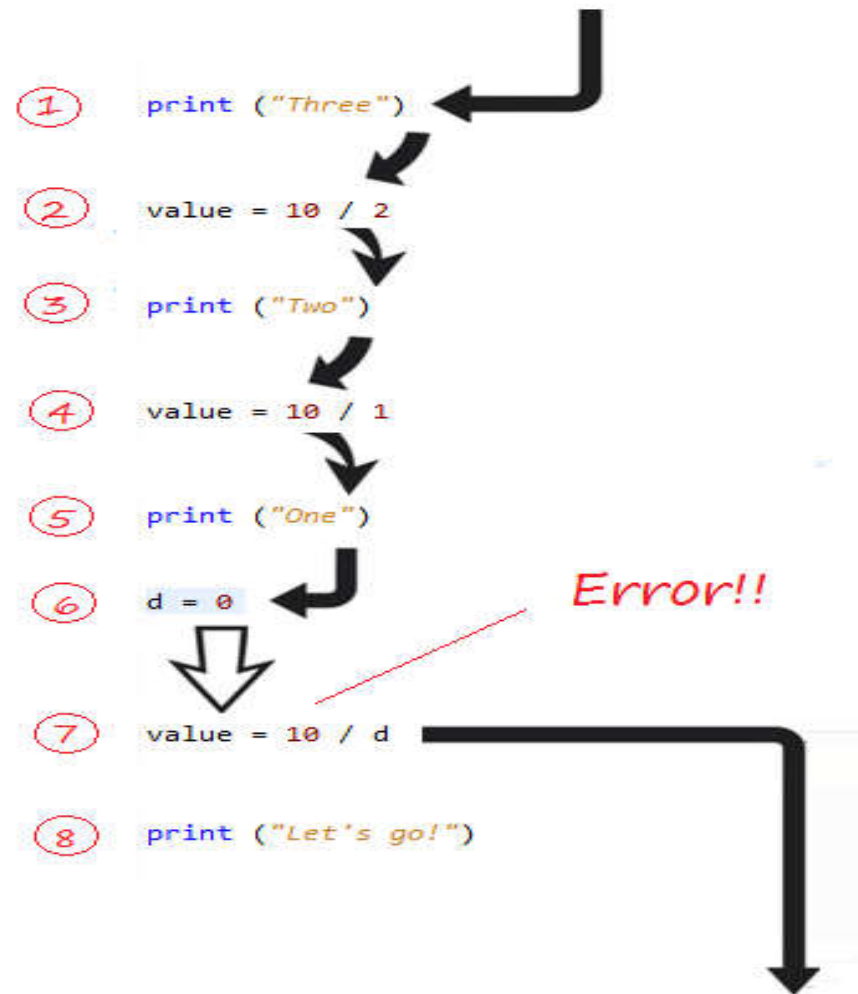 1 print ("Three")
2 value = 10 / 2
3 print ("Two")
4 value = 10 / 1
5 print ("One")
6 d = 0
Error!!
7 value = 10 / d
8 print ("Let's go!")